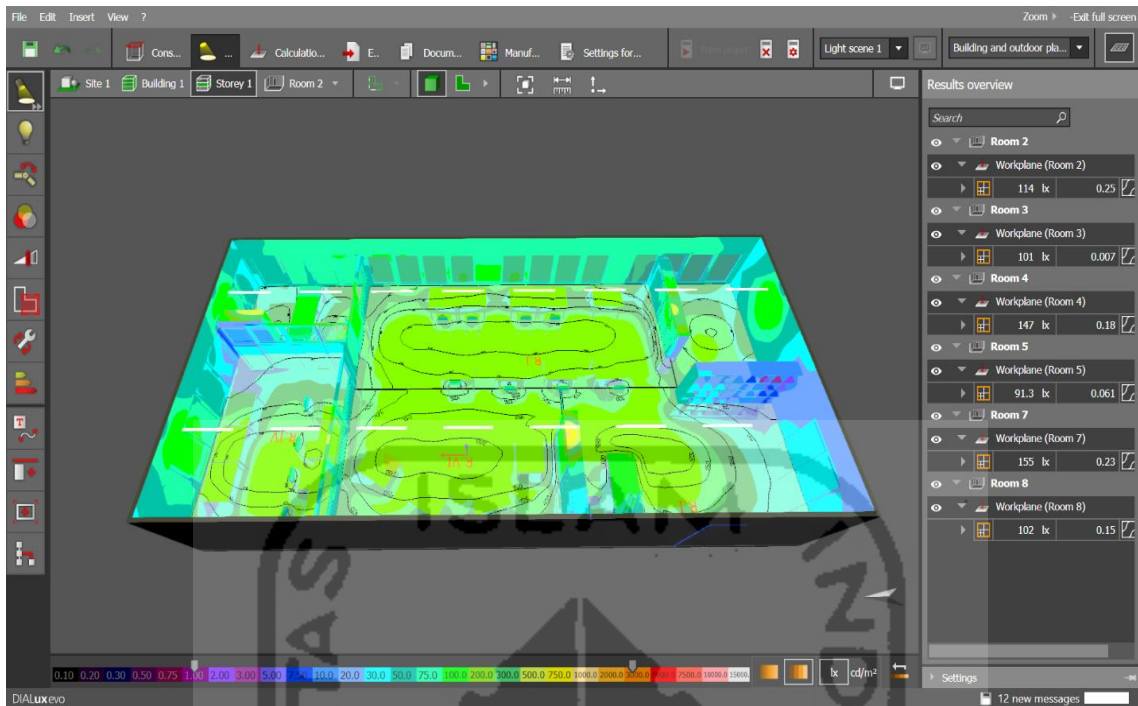 File Edit Insert View ? Zoom -Exit full screen
Cons... ... Calculatio... E.. Docum... Manuf... Settings for... Light scene 1 Building and outdoor pla...
Site 1 Building 1 Storey 1 Room 2
Results overview
Search
Room 2
Workplane (Room 2)
114 lx 0.25
Room 3
Workplane (Room 3)
101 lx 0.007
Room 4
Workplane (Room 4)
147 lx 0.18
Room 5
Workplane (Room 5)
91.3 lx 0.061
Room 7
Workplane (Room 7)
155 lx 0.23
Room 8
Workplane (Room 8)
102 lx 0.15
ISLAM
TAS
IND
0.10 0.20 0.30 0.50 0.75 1.00 2.00 3.00 5.00 10.0 20.0 30.0 50.0 75.0 100.0 200.0 300.0 500.0 750.0 1000.0 2000.0 3000.0 7500.0 10000.0 15000. lx cd/m²
Settings
DIALux evo 12 new messages